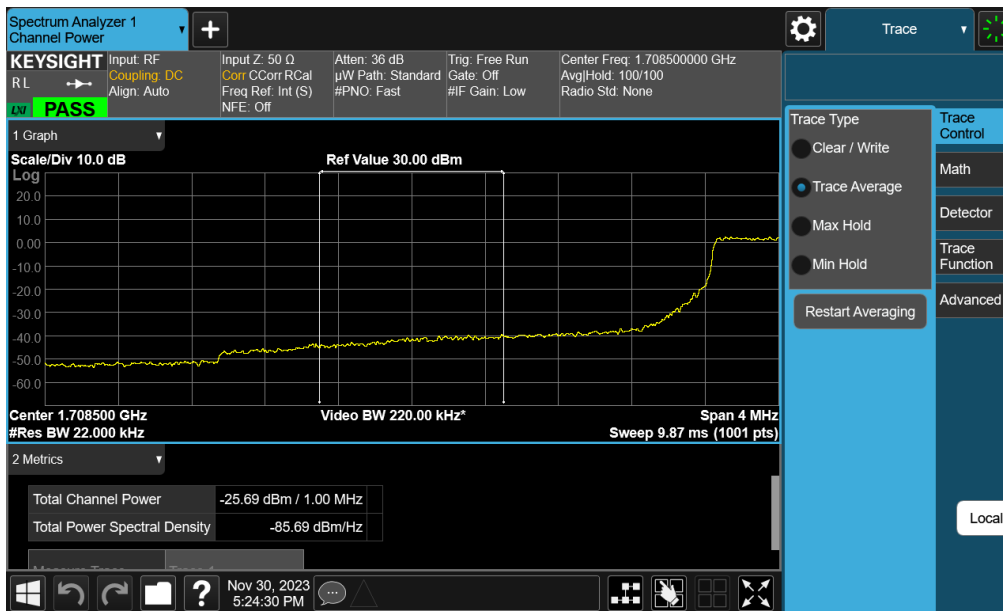 Spectrum Analyzer 1
Channel Power
+
Trace
KEYSIGHT
R L
LXI
PASS
Input: RF
Coupling: DC
Align: Auto
Input Z: 50 Ω
Corr CCorr RCal
Freq Ref: Int (S)
NFE: Off
Atten: 36 dB
µW Path: Standard
#PNO: Fast
Trig: Free Run
Gate: Off
#IF Gain: Low
Center Freq: 1.708500000 GHz
Avg|Hold: 100/100
Radio Std: None
1 Graph
Scale/Div 10.0 dB
Ref Value 30.00 dBm
Log
20.0
10.0
0.00
-10.0
-20.0
-30.0
-40.0
-50.0
-60.0
Center 1.708500 GHz
Video BW 220.00 kHz*
Span 4 MHz
#Res BW 22.000 kHz
Sweep 9.87 ms (1001 pts)
2 Metrics
Total Channel Power -25.69 dBm / 1.00 MHz
Total Power Spectral Density -85.69 dBm/Hz
?
Nov 30, 2023
5:24:30 PM
Trace Type
Clear / Write
Trace Average
Max Hold
Min Hold
Restart Averaging
Trace
Control
Math
Detector
Trace
Function
Advanced
Local